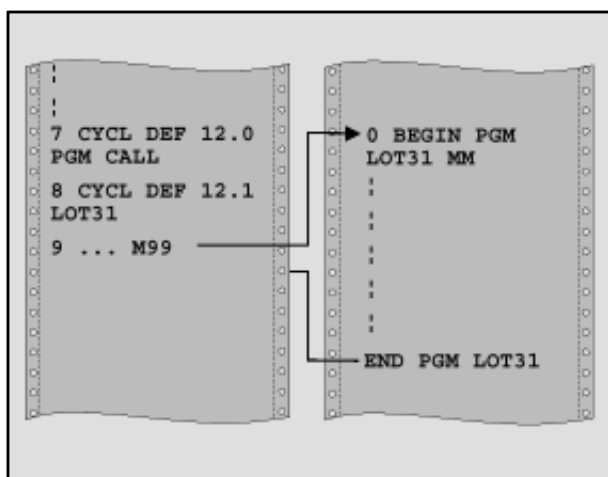 7 CYCL DEF 12.0
PGM CALL
8 CYCL DEF 12.1
LOT31
9 ... M99
0 BEGIN PGM
LOT31 MM
END PGM LOT31